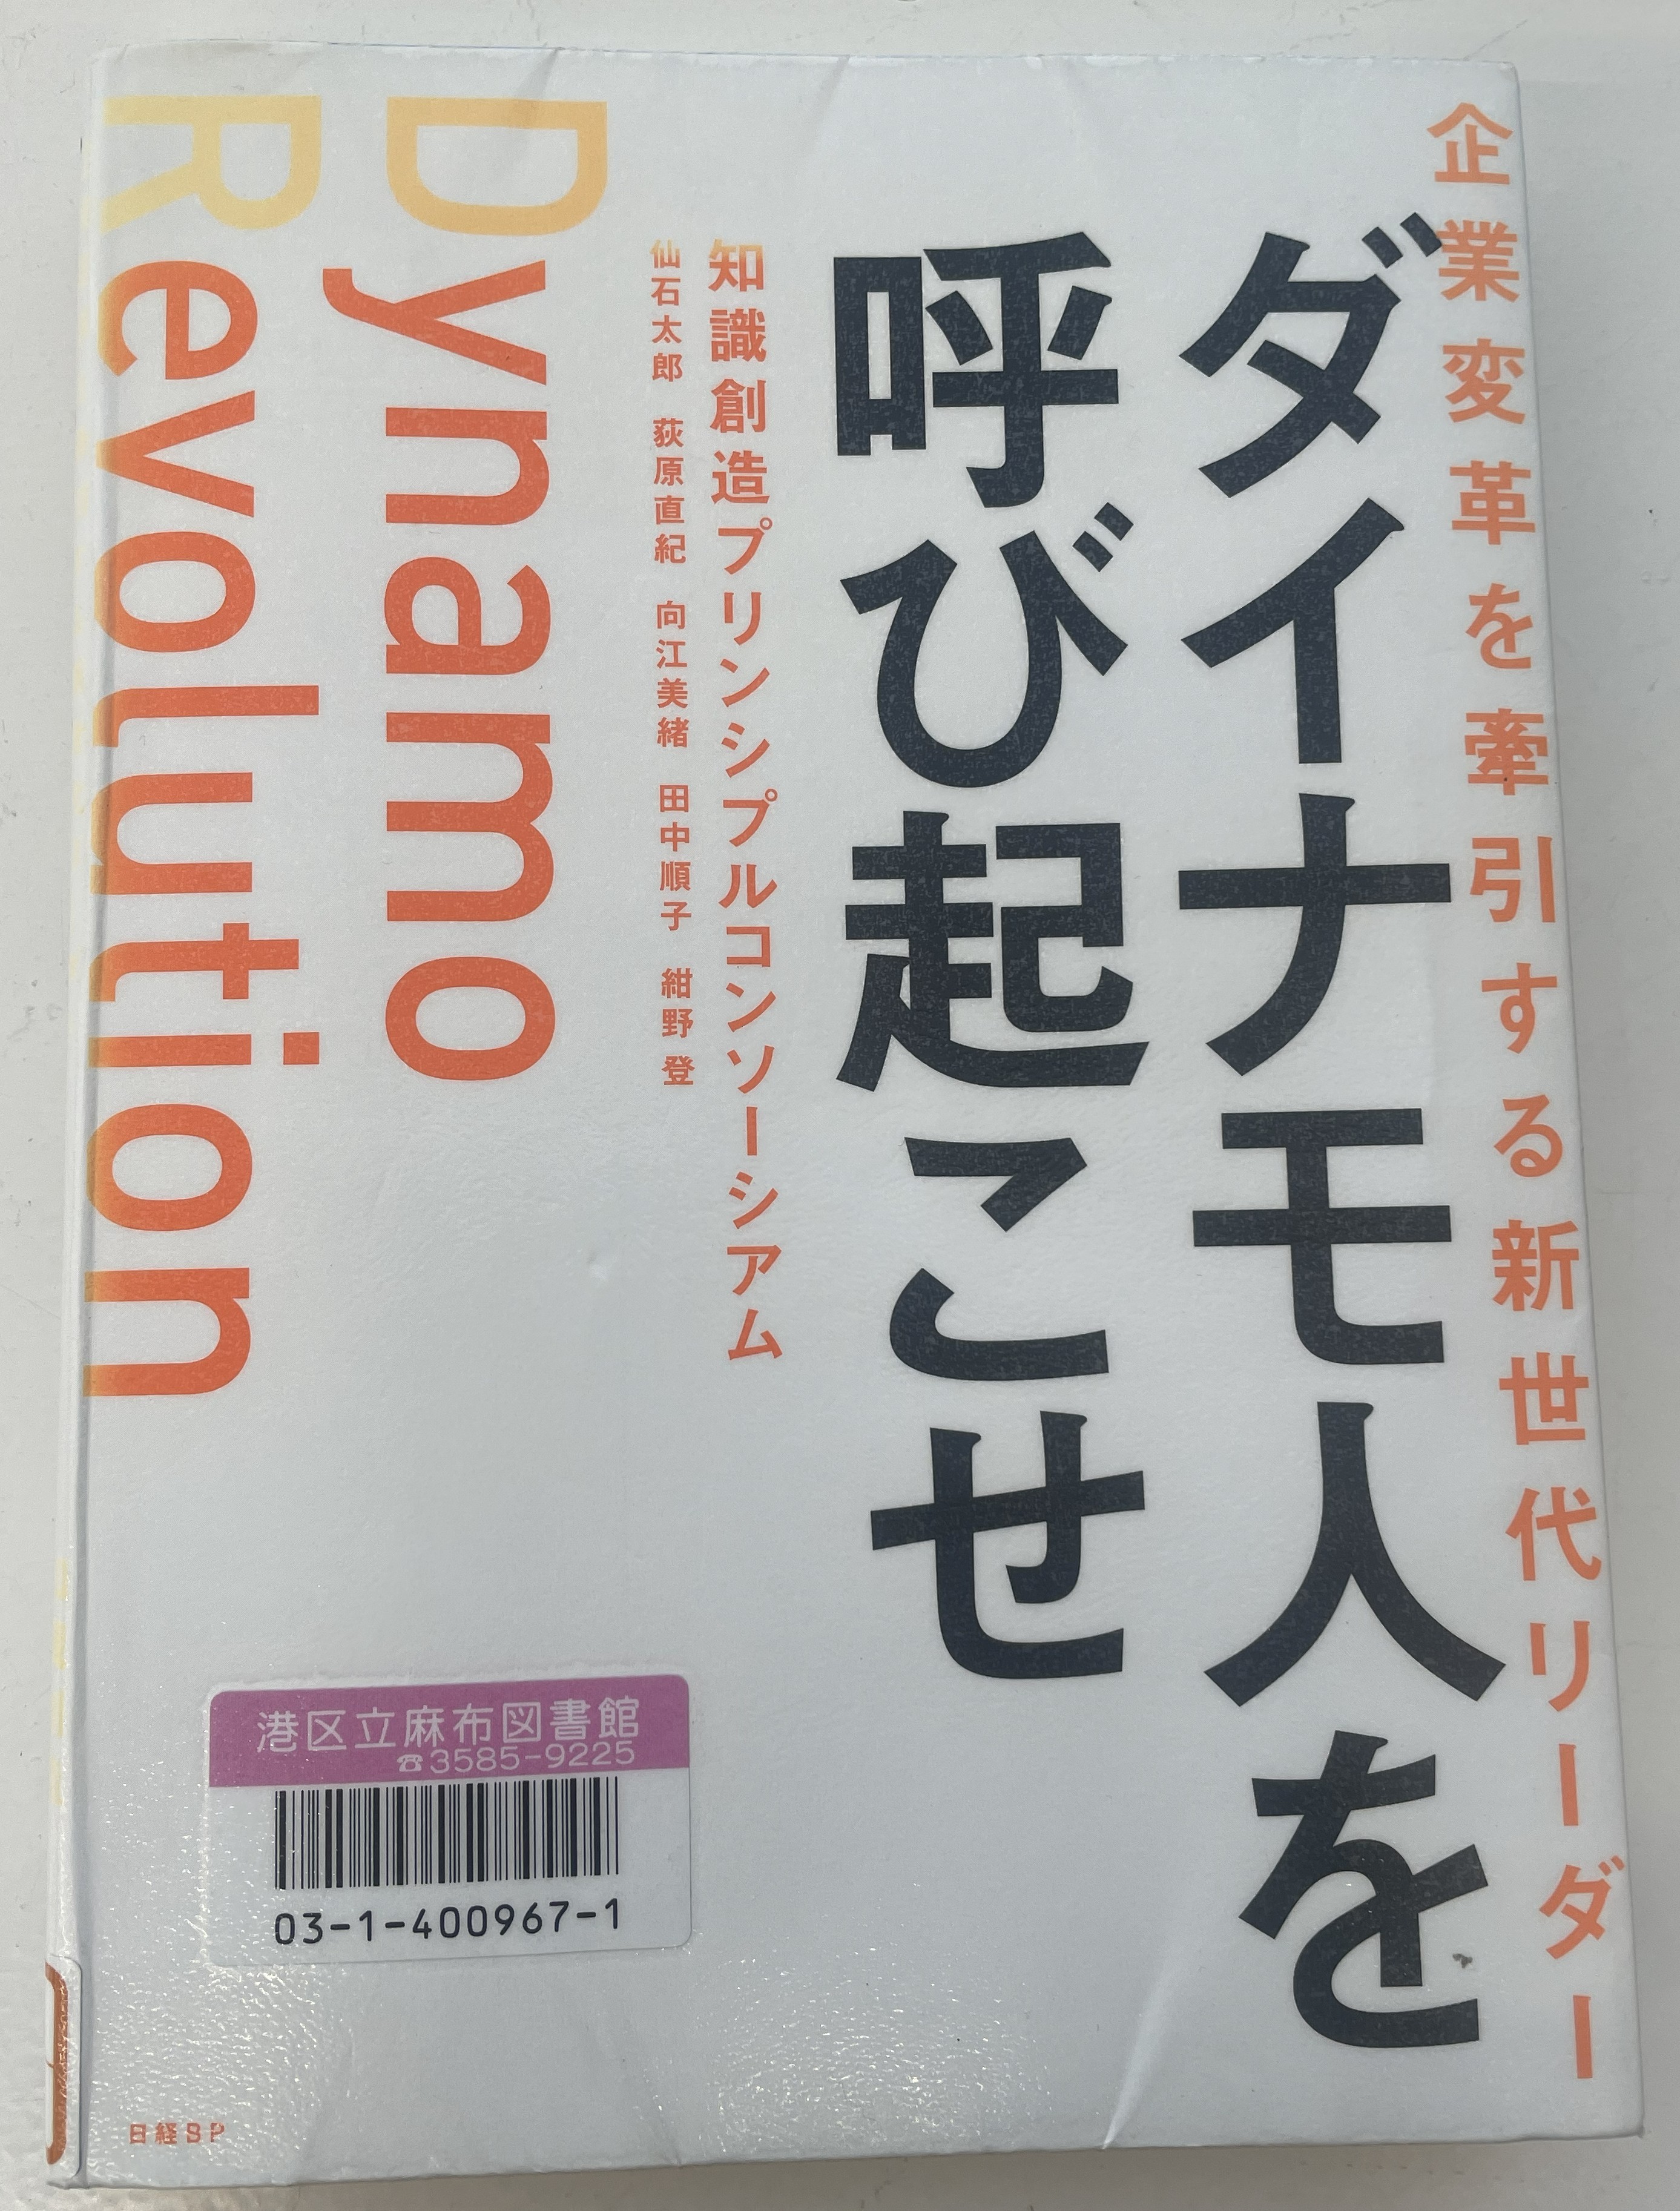 企業変革を牽引する新世代リーダー
ダイナモ人を
呼び起こせ
知識創造プリンシプルコンソーシアム
仙石太郎 荻原直紀 向江美緒 田中順子 紺野登
Dynamo
Revolution
港区立麻布図書館
☎3585-9225
03-1-400967-1
日経BP